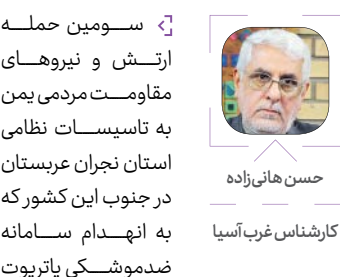 سومین حمله
ارتش و نیروهای
مقاومت مردمی یمن
به تاسیسات نظامی
استان نجران عربستان
در جنوب این کشور که
به انهدام سامانه
ضدموشکی پاتریوت
حسن هانی‌زاده
کارشناس غرب آسیا